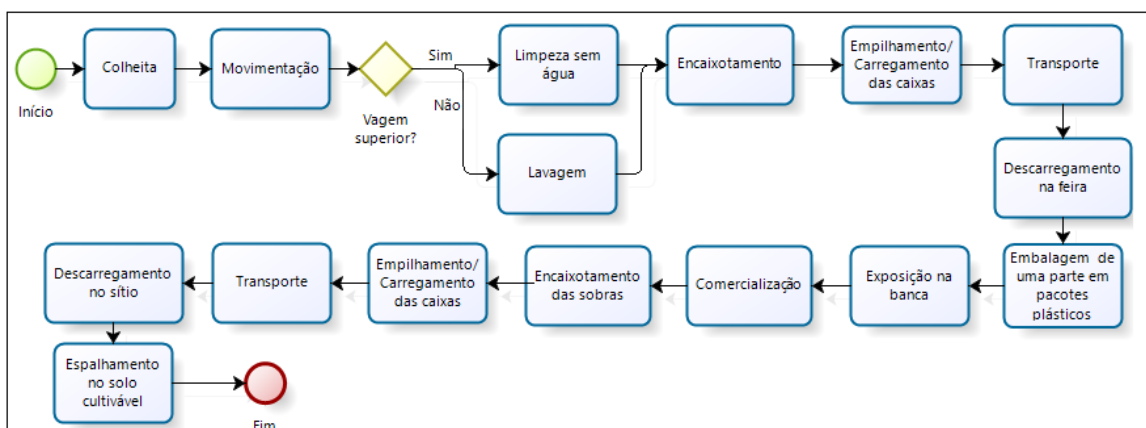 Início
Colheita
Movimentação
Vagem
superior?
Sim
Não
Limpeza sem
água
Lavagem
Encaixotamento
Empilhamento/
Carregamento
das caixas
Transporte
Descarregamento
na feira
Embalagem de
uma parte em
pacotes
plásticos
Exposição na
banca
Comercialização
Encaixotamento
das sobras
Empilhamento/
Carregamento
das caixas
Transporte
Descarregamento
no sítio
Espalhamento
no solo
cultivável
Fim